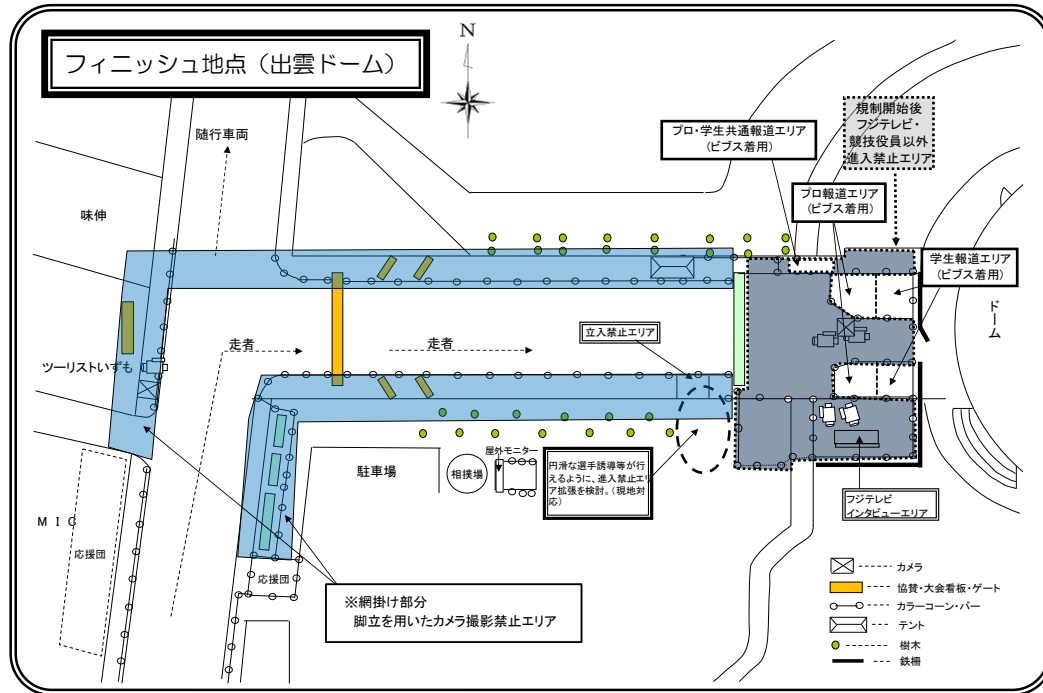 フィニッシュ地点（出雲ドーム）
N
随行車両
プロ・学生共通報道エリア
（ビブス着用）
規制開始後
フジテレビ・
競技役員以外
進入禁止エリア
プロ報道エリア
（ビブス着用）
味伸
学生報道エリア
（ビブス着用）
ドーム
立入禁止エリア
走者
走者
ツーリストいずも
屋外モニター
駐車場
相撲場
円滑な選手誘導等が行
えるように、進入禁止エリ
ア拡張を検討。（現地対
応）
フジテレビ
インタビューエリア
ＭＩＣ
応援団
応援団
※網掛け部分
脚立を用いたカメラ撮影禁止エリア
カメラ
協賛・大会看板・ゲート
カラーコーン・バー
テント
樹木
鉄柵